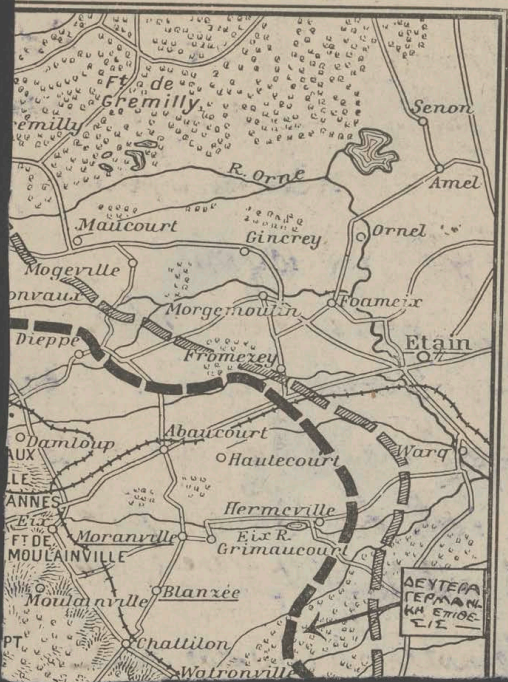 Ft de
Gremilly
Senon
R. Orne
Amel
Maucourt
Gincrey
Ornel
Mogeville
Morgemoulin
Foameix
Dieppe
Fromezey
Etain
Abaucourt
Damloup
Hautecourt
Warq
Hermeville
Eix
Moranville
Eix R.
Grimaucourt
FT DE
MOULAINVILLE
ΔΕΥΤΕΡΑ
ΓΕΡΜΑΝΙ-
ΚΗ ΕΠΙΘΕ-
ΣΙΣ
Moulainville
Blanzée
Chatillon
Watronville